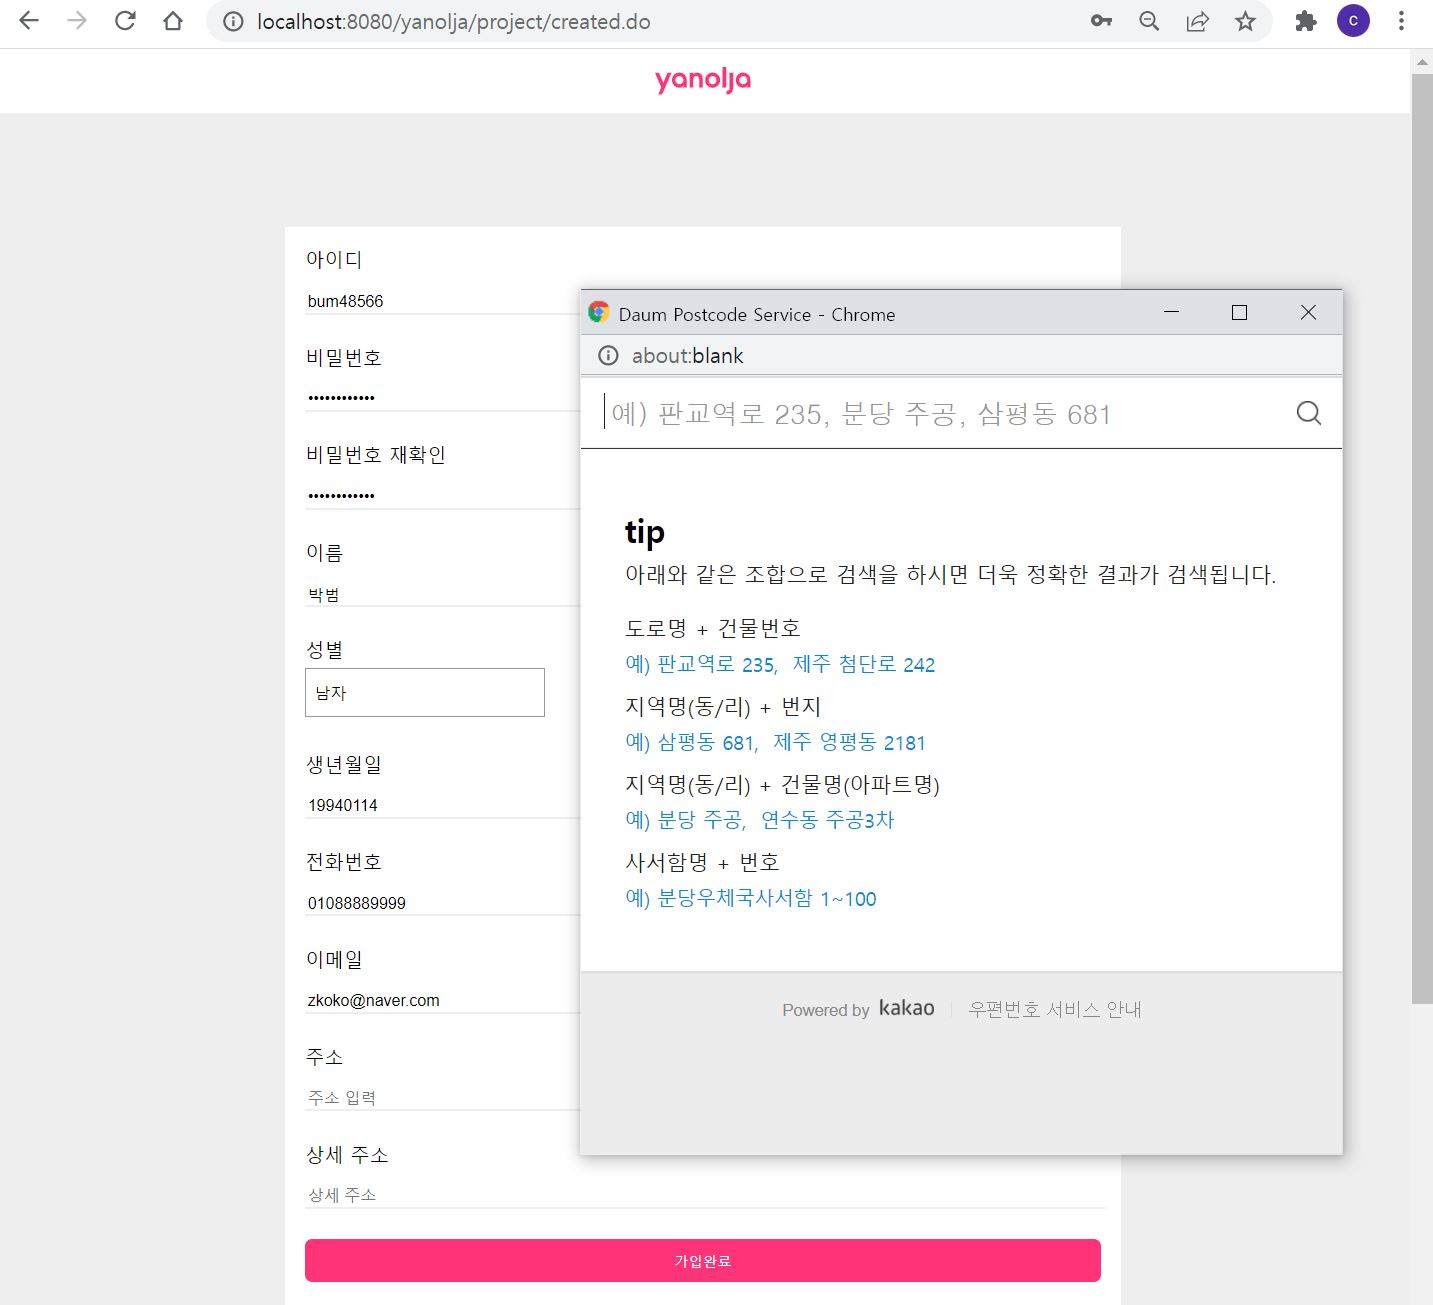 localhost:8080/yanolja/project/created.do
c
yanolja
아이디
bum48566
비밀번호
••••••••••••
비밀번호 재확인
••••••••••••
이름
박범
성별
남자
생년월일
19940114
전화번호
01088889999
이메일
zkoko@naver.com
주소
주소 입력
상세 주소
상세 주소
가입완료
Daum Postcode Service - Chrome
about:blank
예) 판교역로 235, 분당 주공, 삼평동 681
tip
아래와 같은 조합으로 검색을 하시면 더욱 정확한 결과가 검색됩니다.
도로명 + 건물번호
예) 판교역로 235, 제주 첨단로 242
지역명(동/리) + 번지
예) 삼평동 681, 제주 영평동 2181
지역명(동/리) + 건물명(아파트명)
예) 분당 주공, 연수동 주공3차
사서함명 + 번호
예) 분당우체국사서함 1~100
Powered by kakao 우편번호 서비스 안내